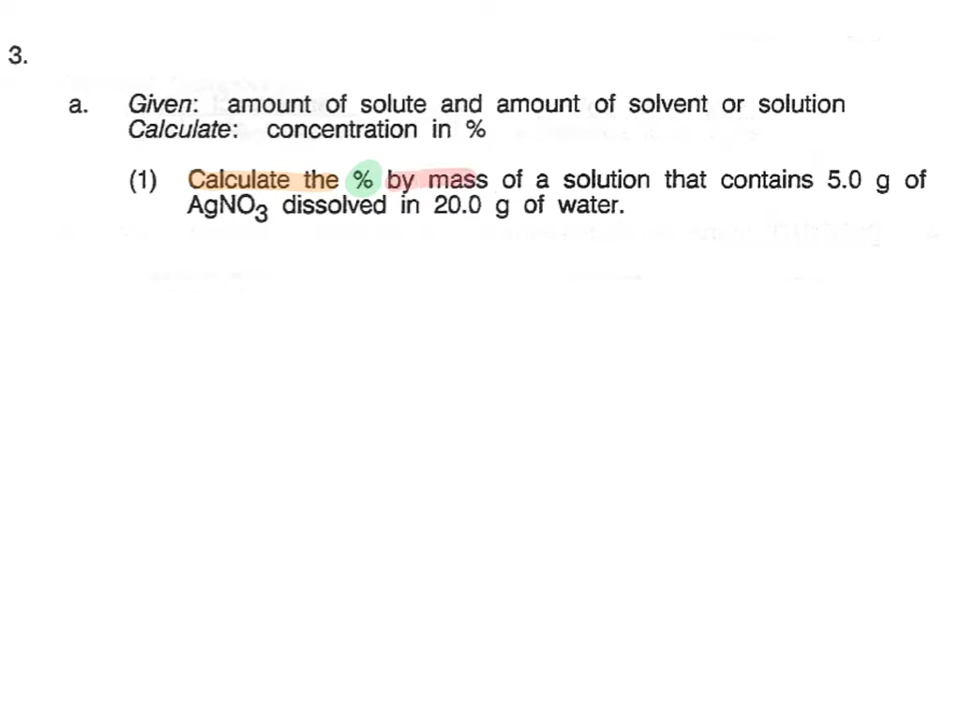 3.
a. Given: amount of solute and amount of solvent or solution
Calculate: concentration in %
(1) Calculate the % by mass of a solution that contains 5.0 g of
AgNO3 dissolved in 20.0 g of water.